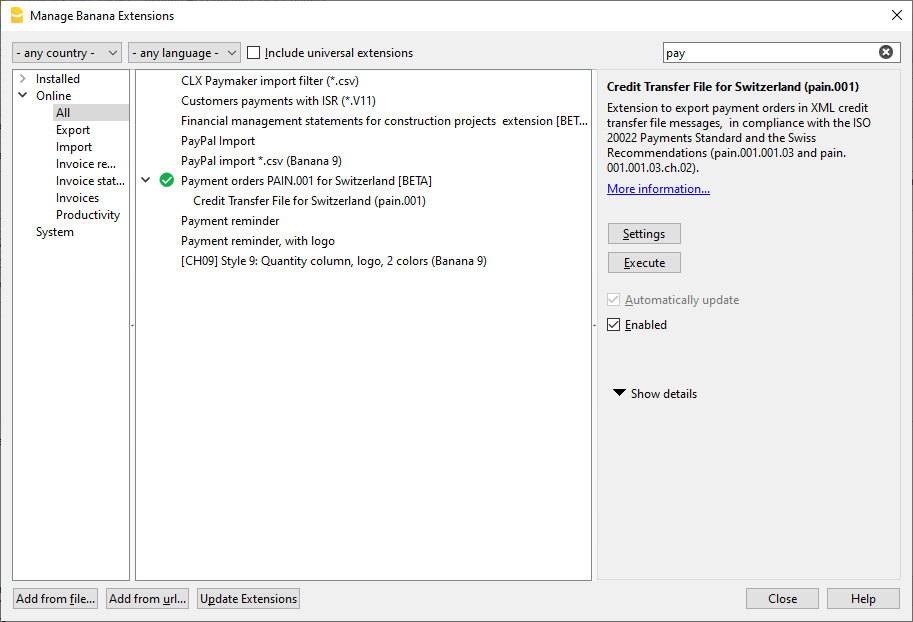 Manage Banana Extensions
- any country -
- any language -
Include universal extensions
pay
Installed
Online
All
Export
Import
Invoice re...
Invoice stat...
Invoices
Productivity
System
CLX Paymaker import filter (*.csv)
Customers payments with ISR (*.V11)
Financial management statements for construction projects  extension [BET...
PayPal Import
PayPal import *.csv (Banana 9)
Payment orders PAIN.001 for Switzerland [BETA]
Credit Transfer File for Switzerland (pain.001)
Payment reminder
Payment reminder, with logo
[CH09] Style 9: Quantity column, logo, 2 colors (Banana 9)
Credit Transfer File for Switzerland (pain.001)
Extension to export payment orders in XML credit
transfer file messages,  in compliance with the ISO
20022 Payments Standard and the Swiss
Recommendations (pain.001.001.03 and pain.
001.001.03.ch.02).
More information...
Settings
Execute
Automatically update
Enabled
Show details
Add from file...
Add from url...
Update Extensions
Close
Help